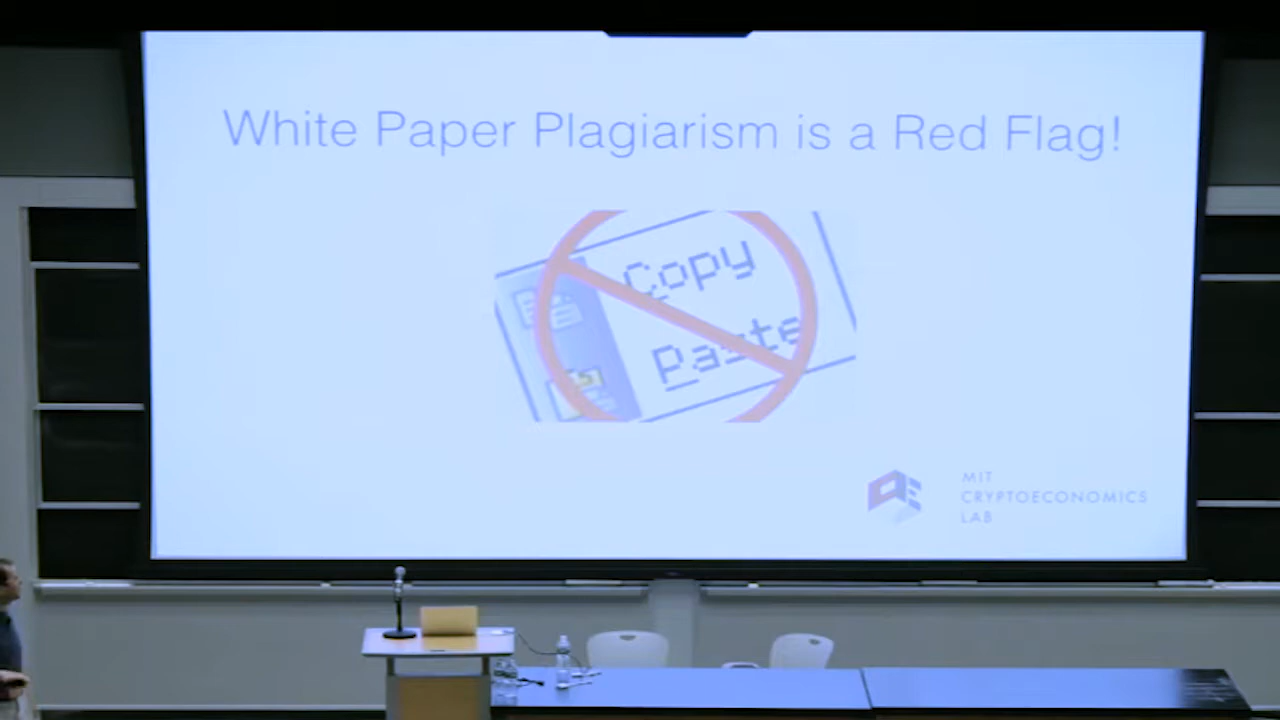 White Paper Plagiarism is a Red Flag!
Copy
Paste
MIT
CRYPTOECONOMICS
LAB